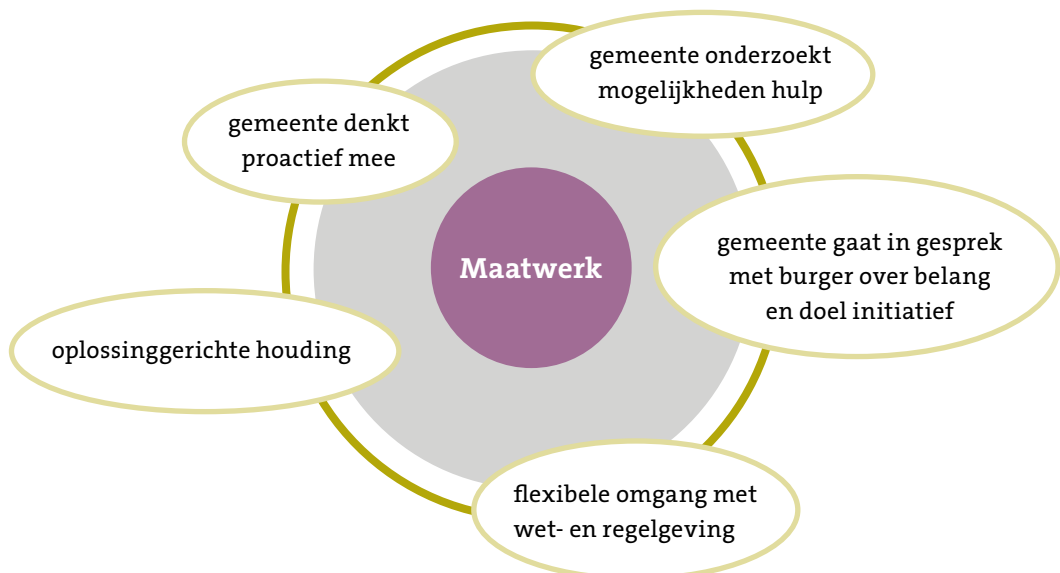 gemeente onderzoekt
mogelijkheden hulp
gemeente denkt
proactief mee
Maatwerk
gemeente gaat in gesprek
met burger over belang
en doel initiatief
oplossinggerichte houding
flexibele omgang met
wet- en regelgeving